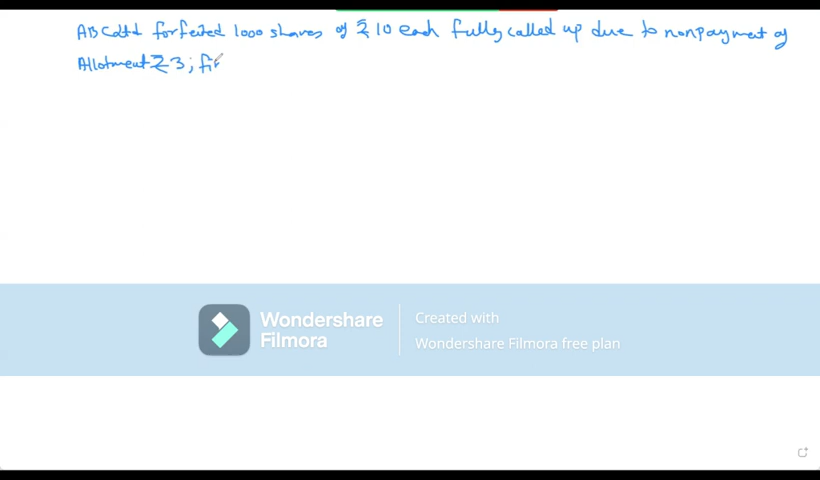 ABC Ltd forfeited 1000 shares of ₹ 10 each fully called up due to nonpayment of
Allotment ₹3; fir
Wondershare Created with
Filmora Wondershare Filmora free plan